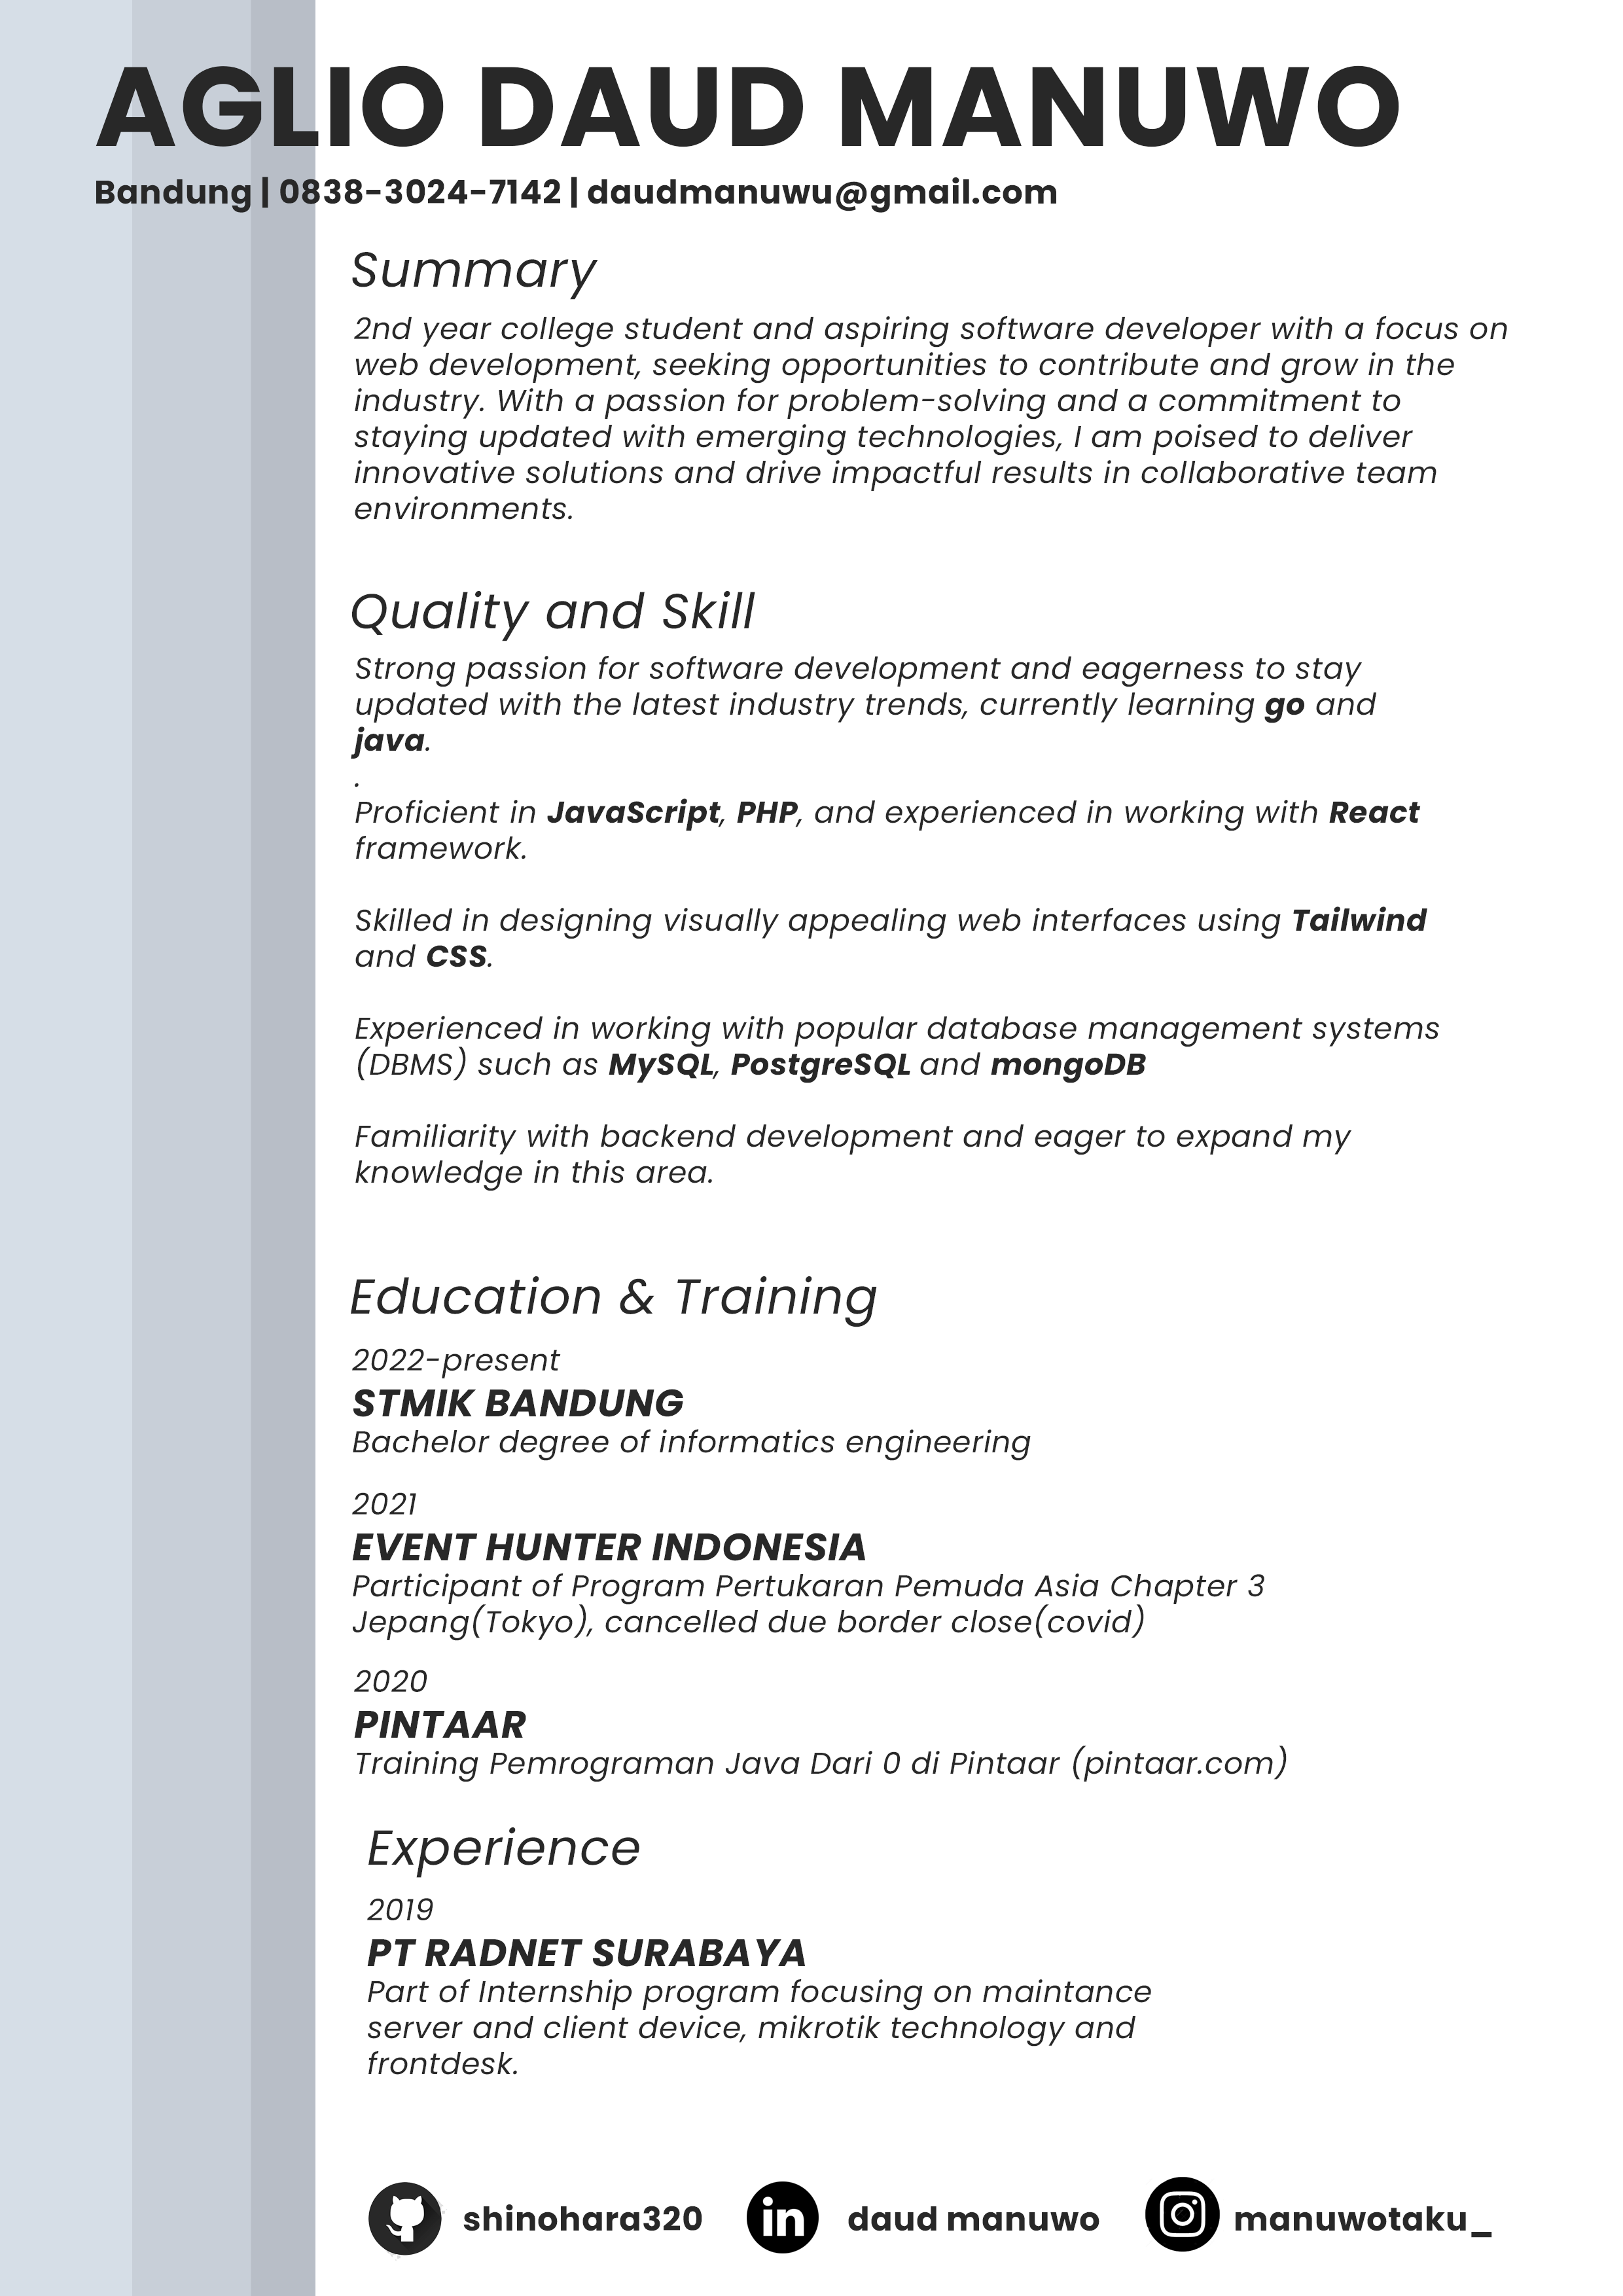 AGLIO DAUD MANUWO
Bandung | 0838-3024-7142 | daudmanuwu@gmail.com
Summary
2nd year college student and aspiring software developer with a focus on
web development, seeking opportunities to contribute and grow in the
industry. With a passion for problem-solving and a commitment to
staying updated with emerging technologies, I am poised to deliver
innovative solutions and drive impactful results in collaborative team
environments.
Quality and Skill
Strong passion for software development and eagerness to stay
updated with the latest industry trends, currently learning go and
java.
.
Proficient in JavaScript, PHP, and experienced in working with React
framework.
Skilled in designing visually appealing web interfaces using Tailwind
and CSS.
Experienced in working with popular database management systems
(DBMS) such as MySQL, PostgreSQL and mongoDB
Familiarity with backend development and eager to expand my
knowledge in this area.
Education & Training
2022-present
STMIK BANDUNG
Bachelor degree of informatics engineering
2021
EVENT HUNTER INDONESIA
Participant of Program Pertukaran Pemuda Asia Chapter 3
Jepang(Tokyo), cancelled due border close(covid)
2020
PINTAAR
Training Pemrograman Java Dari 0 di Pintaar (pintaar.com)
Experience
2019
PT RADNET SURABAYA
Part of Internship program focusing on maintance
server and client device, mikrotik technology and
frontdesk.
shinohara320 in daud manuwo manuwotaku_